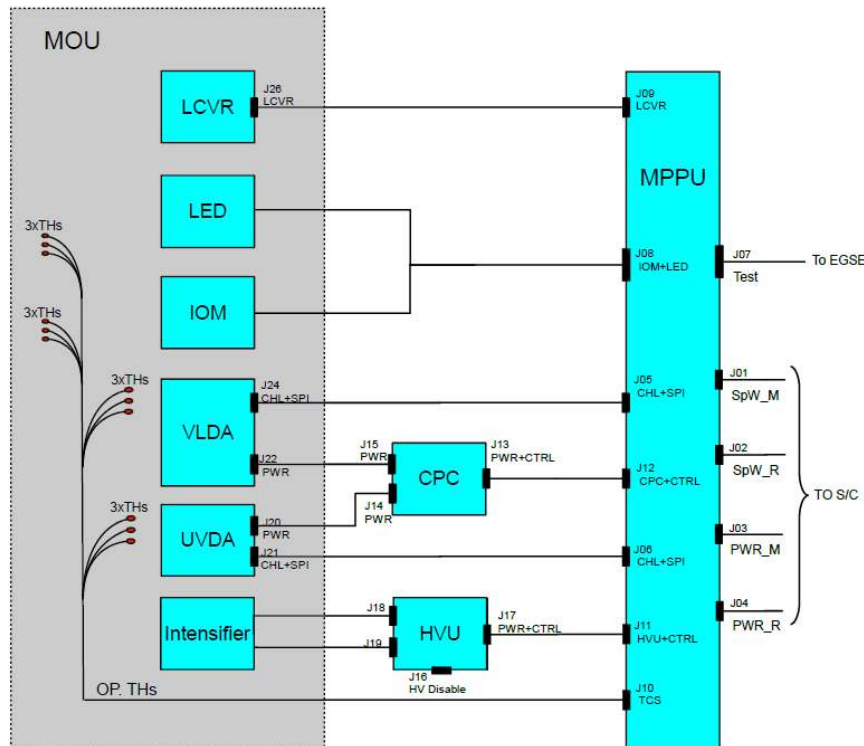 MOU
J26
LCVR
LCVR
J09
LCVR
MPPU
LED
3xTHs
J08
IOM+LED
J07
Test
To EGSE
IOM
3xTHs
3xTHs
J24
CHL+SPI
VLDA
J22
PWR
J05
CHL+SPI
J01
SpW_M
J15
PWR
J13
PWR+CTRL
CPC
J14
PWR
J12
CPC+CTRL
J02
SpW_R
TO S/C
3xTHs
J20
PWR
UVDA
J21
CHL+SPI
J06
CHL+SPI
J03
PWR_M
Intensifier
J18
J19
HVU
J17
PWR+CTRL
J16
HV Disable
J11
HVU+CTRL
J04
PWR_R
OP. THs
J10
TCS